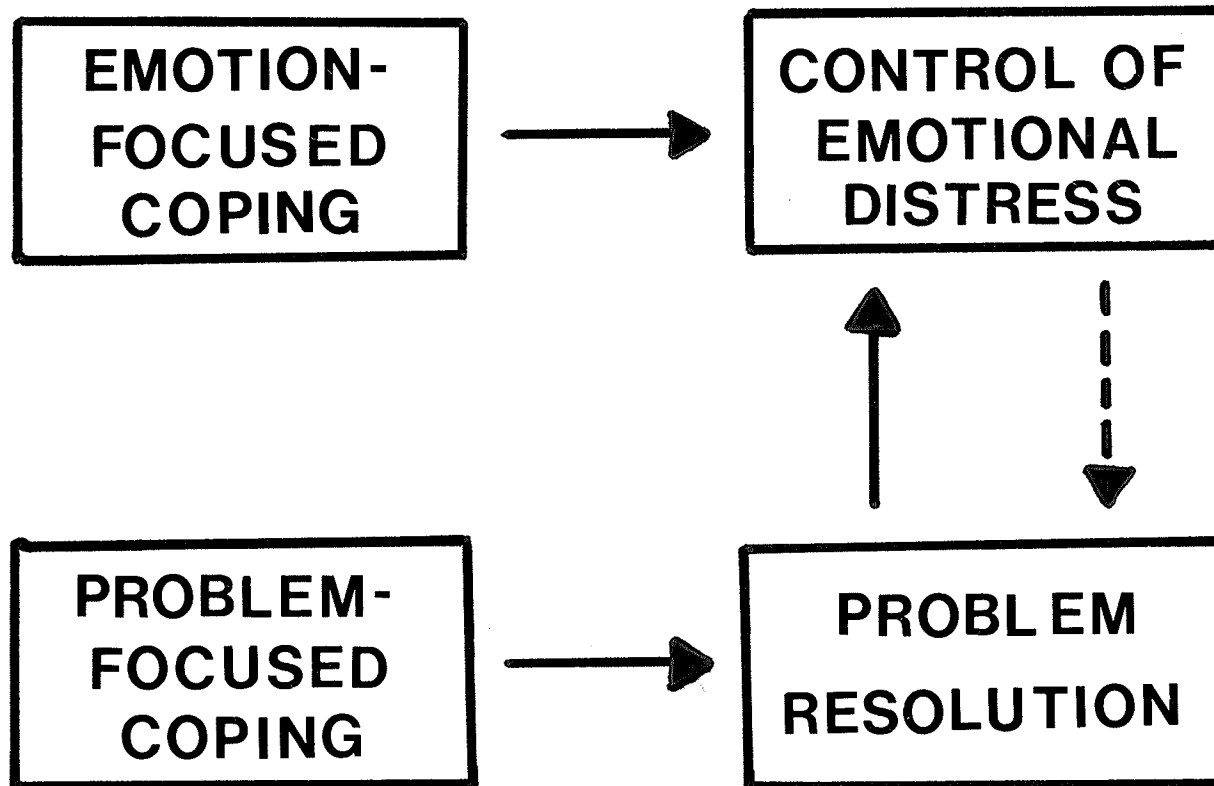 EMOTION-
FOCUSED
COPING
CONTROL OF
EMOTIONAL
DISTRESS
PROBLEM-
FOCUSED
COPING
PROBLEM
RESOLUTION